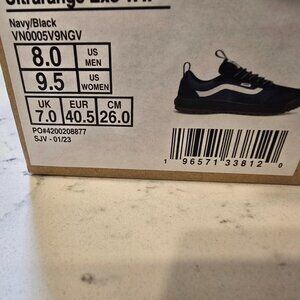 Ultrarange Exo
Navy/Black
VN0005V9NGV
8.0 US MEN
9.5 US WOMEN
UK EUR CM
7.0 40.5 26.0
PO#4200208877
SJV - 01/23
1 96571 33812 0